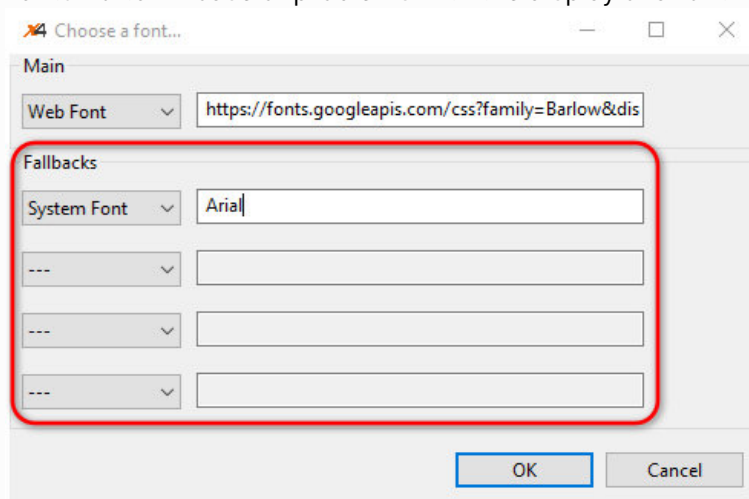 X4 Choose a font...
Main
Web Font https://fonts.googleapis.com/css?family=Barlow&dis
Fallbacks
System Font Arial
---
---
---
OK Cancel